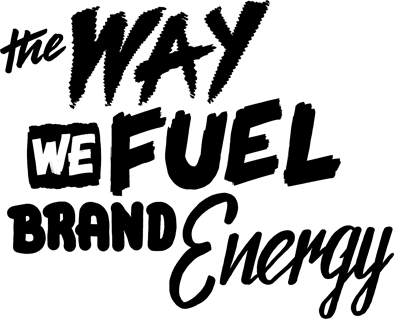 the WAY
WE FUEL
BRAND Energy